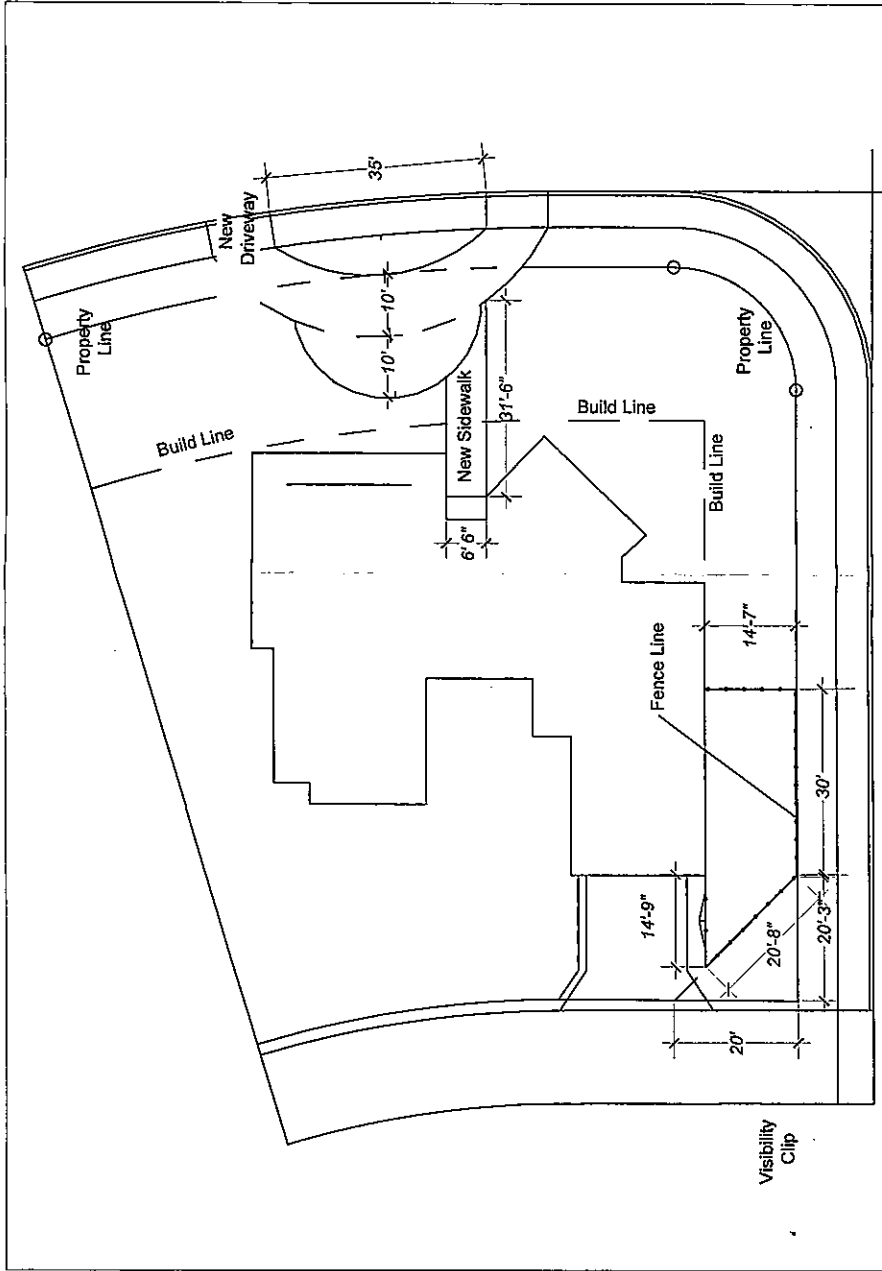 35'
New
Driveway
Property
Line
10'
10'
Build Line
31'-6"
New Sidewalk
Build Line
Property
Line
6' 6"
Build Line
14'-7"
Fence Line
30'
14'-9"
20'-8"
20'-3"
20'
Visibility
Clip